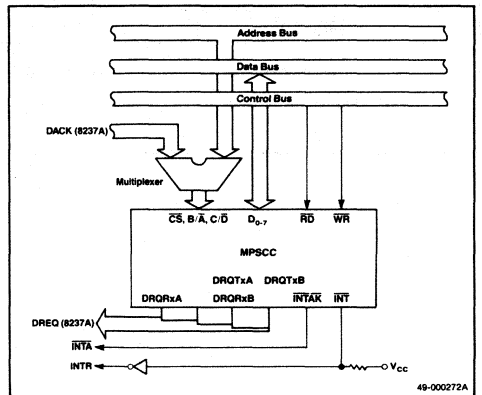 Address Bus
Data Bus
Control Bus
DACK (8237A)
Multiplexer
C̅S̅, B/A̅, C/D̅ D₀₋₇ R̅D̅ W̅R̅
MPSCC
DRQTxA DRQTxB
DRQRxA DRQRxB I̅N̅T̅A̅K̅ I̅N̅T̅
DREQ (8237A)
I̅N̅T̅A̅
INTR
V_CC
49-000272A